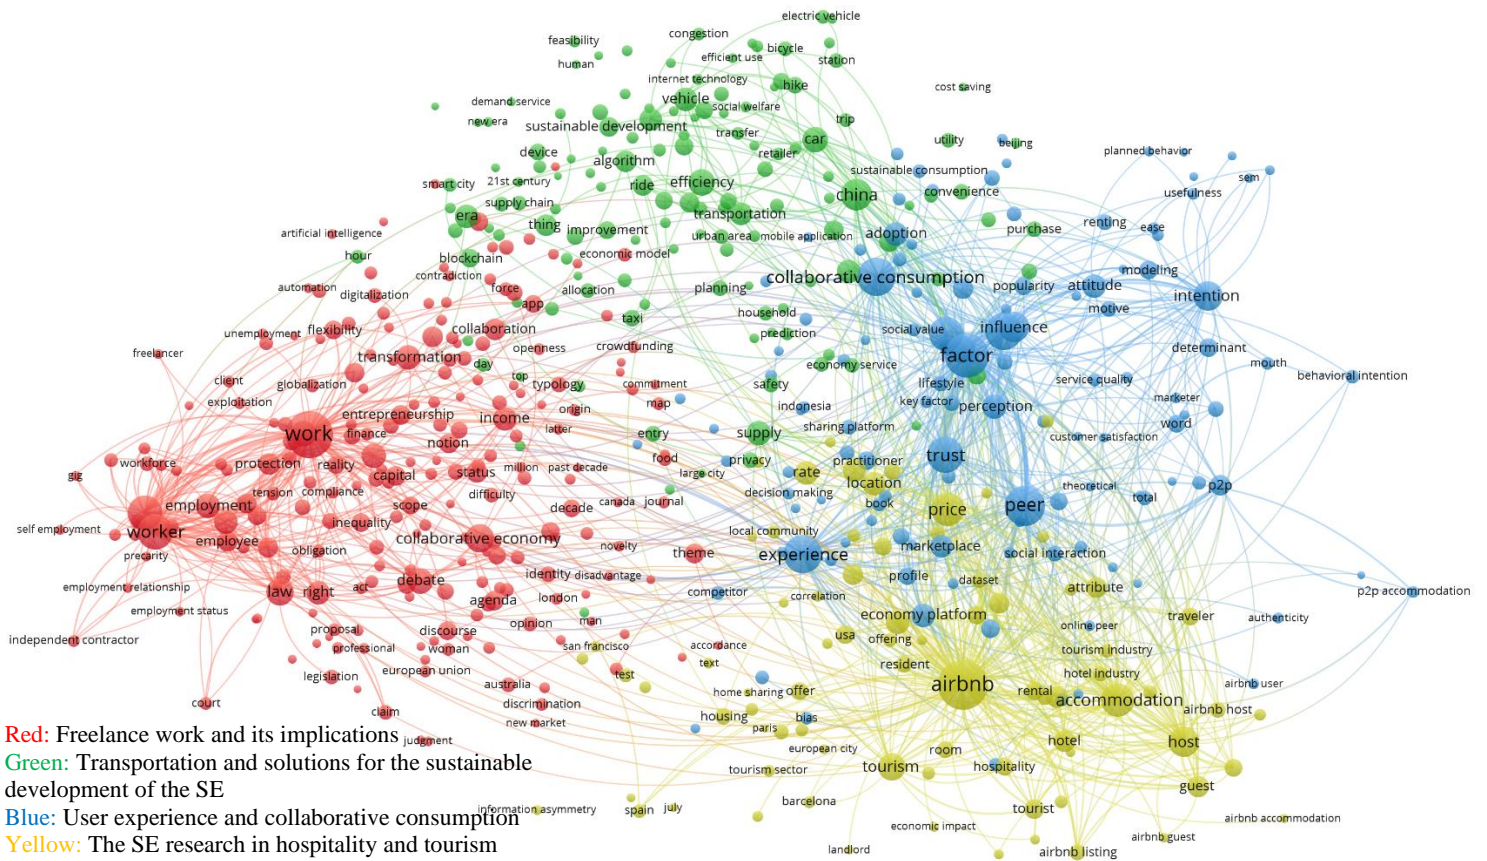 electric vehicle
feasibility
congestion
human
efficient use
bicycle
station
internet technology
bike
cost saving
demand service
vehicle
social welfare
new era
sustainable development
transfer
trip
car
utility
beijing
device
algorithm
retailer
planned behavior
smart city
21st century
ride
efficiency
sustainable consumption
sem
supply chain
china
convenience
usefulness
era
thing
improvement
transportation
artificial intelligence
urban area
mobile application
adoption
purchase
renting
ease
hour
blockchain
economic model
contradiction
collaborative consumption
modeling
automation
digitalization
force
allocation
planning
popularity
attitude
intention
app
motive
unemployment
flexibility
collaboration
taxi
household
prediction
social value
influence
freelancer
transformation
openness
crowdfunding
factor
determinant
day
economy service
mouth
client
globalization
top
typology
commitment
safety
lifestyle
service quality
behavioral intention
exploitation
entrepreneurship
income
origin
map
indonesia
key factor
perception
marketer
work
finance
notion
latter
entry
supply
sharing platform
customer satisfaction
word
gig
workforce
protection
reality
capital
status
million
past decade
food
large city
privacy
rate
practitioner
location
trust
tension
compliance
difficulty
decision making
theoretical
total
p2p
employment
scope
decade
canada
journal
book
price
peer
self employment
worker
employee
inequality
collaborative economy
local community
precarity
obligation
novelty
theme
experience
marketplace
social interaction
employment relationship
law
right
act
debate
identity
disadvantage
competitor
correlation
profile
dataset
attribute
p2p accommodation
employment status
agenda
london
man
economy platform
traveler
authenticity
independent contractor
proposal
professional
discourse
woman
opinion
san francisco
accordance
usa
offering
online peer
tourism industry
legislation
european union
text
test
resident
hotel industry
australia
home sharing
offer
airbnb
rental
accommodation
airbnb user
court
claim
discrimination
new market
housing
paris
bias
airbnb host
Red: Freelance work and its implications
judgment
european city
room
hotel
host
Green: Transportation and solutions for the sustainable
development of the SE
tourism sector
tourism
hospitality
guest
Blue: User experience and collaborative consumption
information asymmetry
spain
july
barcelona
tourist
economic impact
airbnb accommodation
Yellow: The SE research in hospitality and tourism
landlord
airbnb listing
airbnb guest